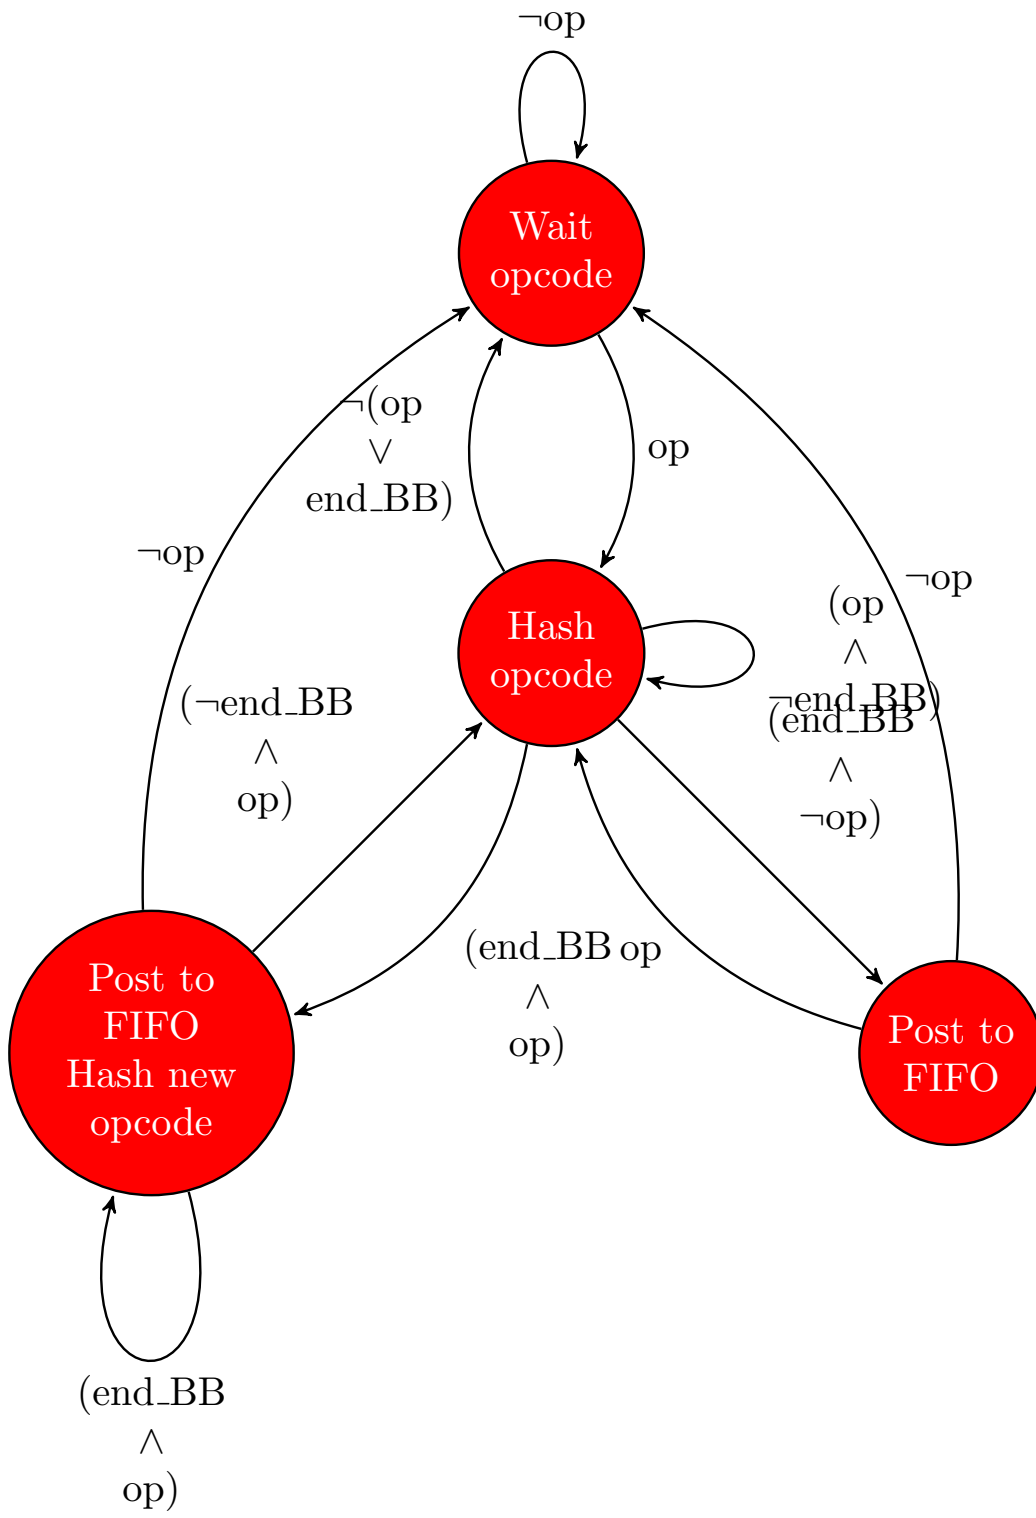 ¬op
Wait
opcode
¬(op
∨
end_BB)
op
¬op
¬op
Hash
opcode
(op
∧
¬end_BB)
(¬end_BB
∧
op)
(end_BB
∧
¬op)
(end_BB
∧
op)
op
Post to
FIFO
Hash new
opcode
Post to
FIFO
(end_BB
∧
op)